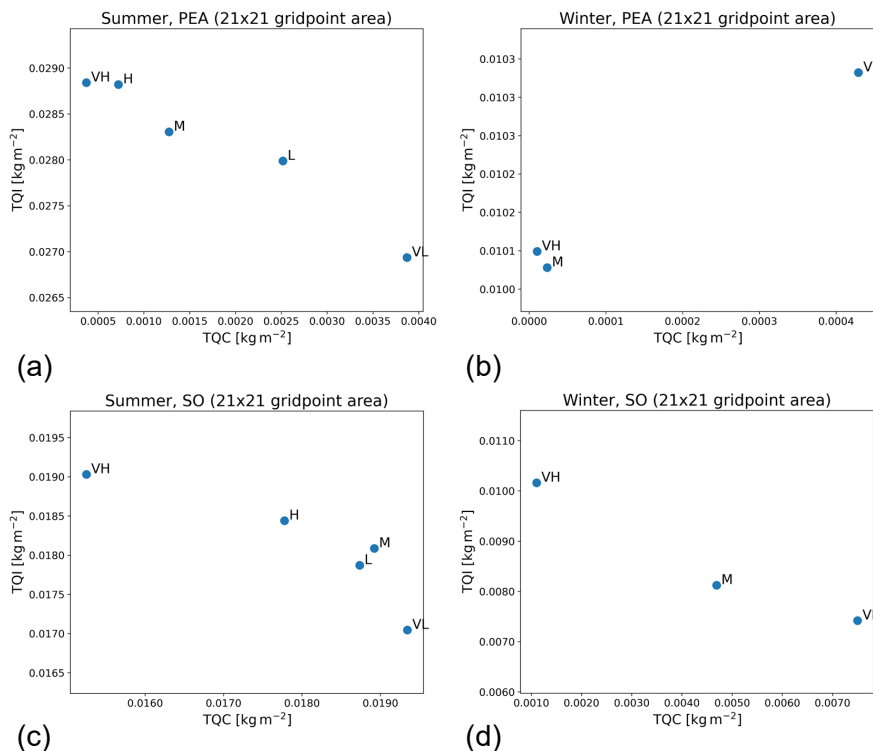 Summer, PEA (21x21 gridpoint area)
0.0290
0.0285
0.0280
0.0275
0.0270
0.0265
TQI [kg m⁻²]
VH
H
M
L
VL
0.0005 0.0010 0.0015 0.0020 0.0025 0.0030 0.0035 0.0040
TQC [kg m⁻²]
(a)
Winter, PEA (21x21 gridpoint area)
0.0103
0.0103
0.0103
0.0102
0.0102
0.0101
0.0100
TQI [kg m⁻²]
V
VH
M
0.0000 0.0001 0.0002 0.0003 0.0004
TQC [kg m⁻²]
(b)
Summer, SO (21x21 gridpoint area)
0.0195
0.0190
0.0185
0.0180
0.0175
0.0170
0.0165
TQI [kg m⁻²]
VH
H
M
L
VL
0.0160 0.0170 0.0180 0.0190
TQC [kg m⁻²]
(c)
Winter, SO (21x21 gridpoint area)
0.0110
0.0100
0.0090
0.0080
0.0070
0.0060
TQI [kg m⁻²]
VH
M
V
0.0010 0.0020 0.0030 0.0040 0.0050 0.0060 0.0070
TQC [kg m⁻²]
(d)